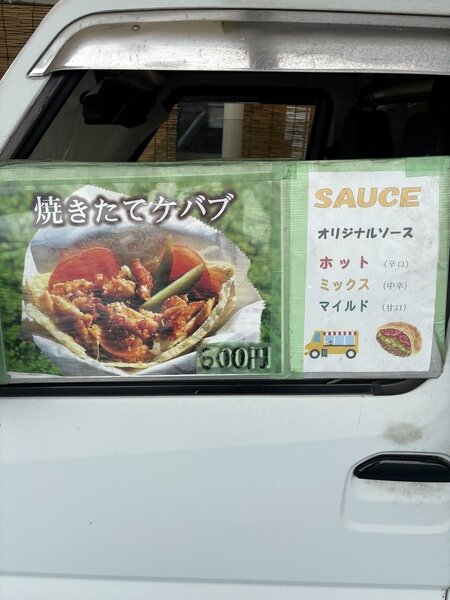 焼きたてケバブ
600円
SAUCE
オリジナルソース
ホット (辛口)
ミックス (中辛)
マイルド (甘口)